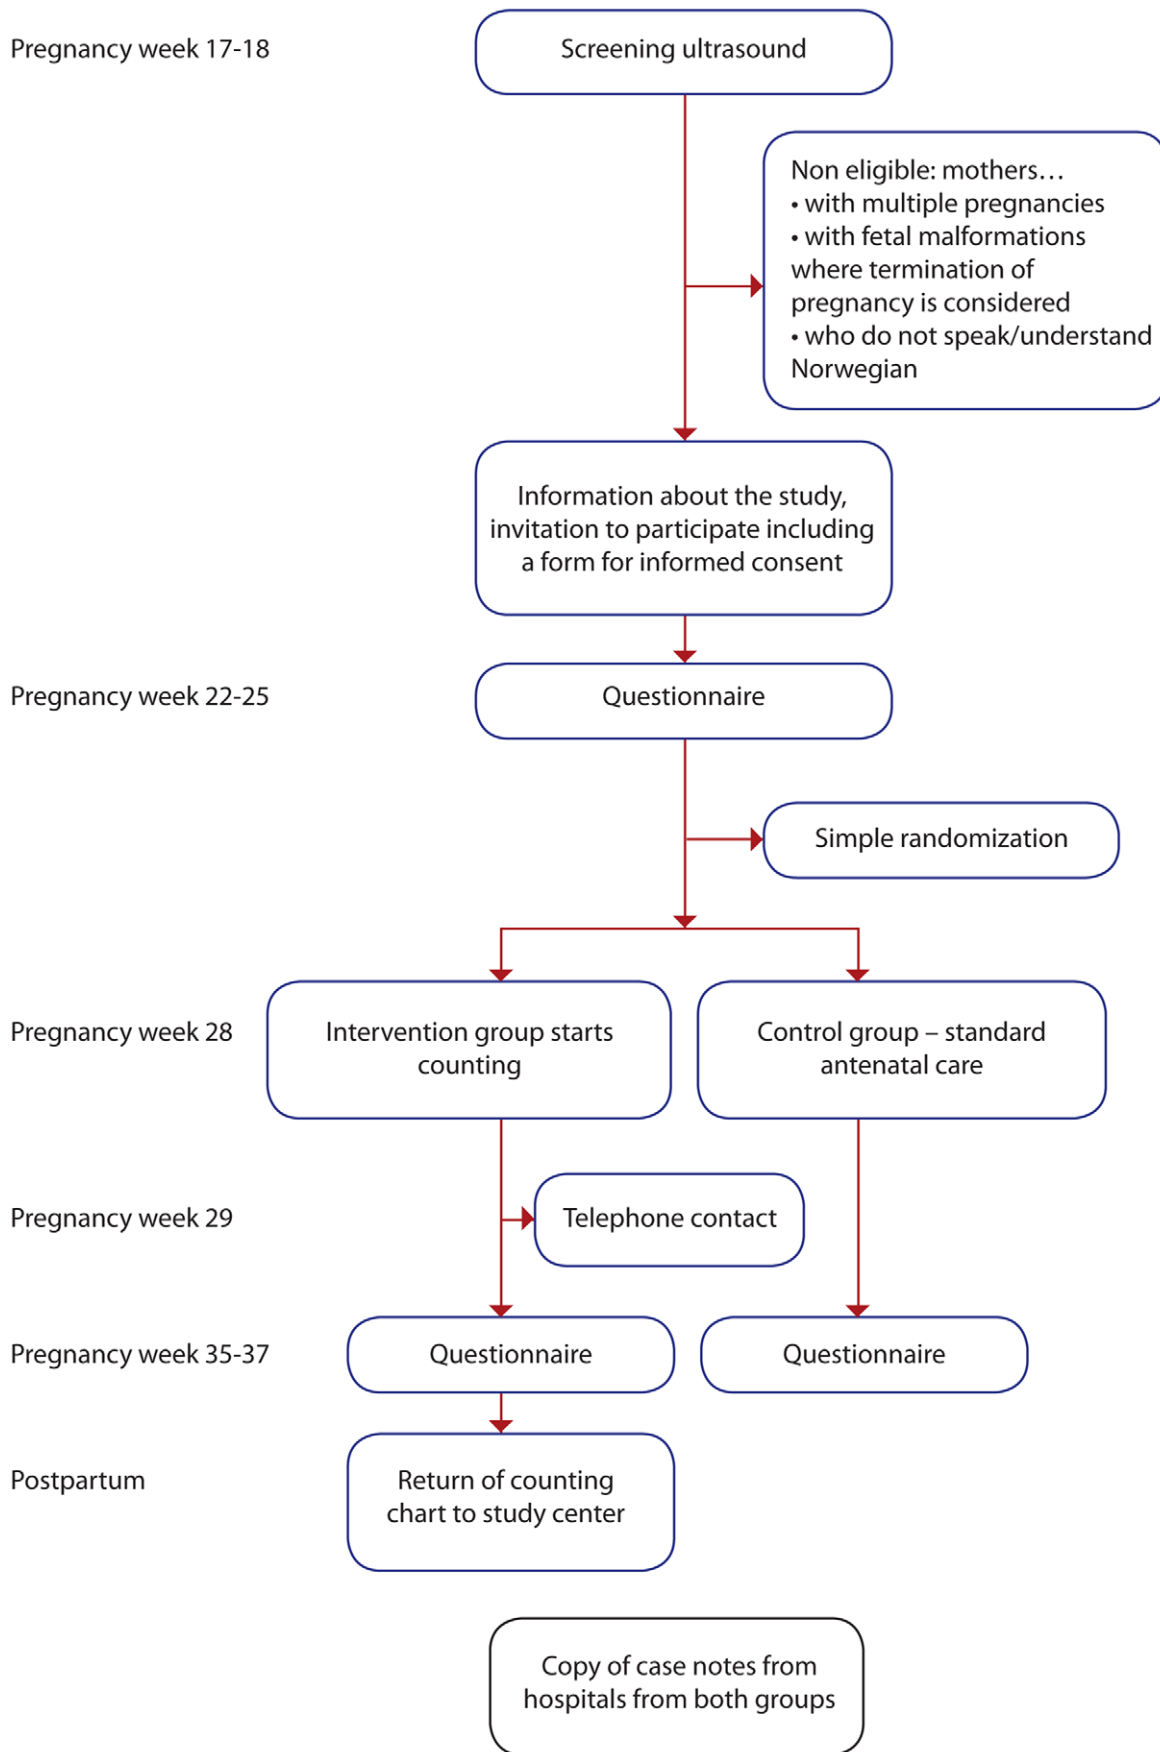 Pregnancy week 17-18
Screening ultrasound
Non eligible: mothers…
• with multiple pregnancies
• with fetal malformations
where termination of
pregnancy is considered
• who do not speak/understand
Norwegian
Information about the study,
invitation to participate including
a form for informed consent
Pregnancy week 22-25
Questionnaire
Simple randomization
Pregnancy week 28
Intervention group starts
counting
Control group – standard
antenatal care
Pregnancy week 29
Telephone contact
Pregnancy week 35-37
Questionnaire
Questionnaire
Postpartum
Return of counting
chart to study center
Copy of case notes from
hospitals from both groups